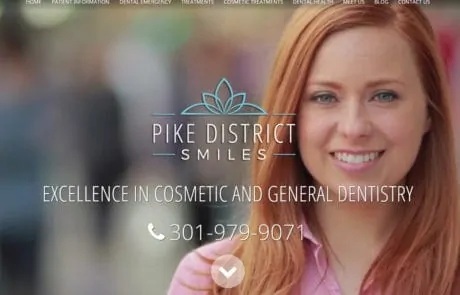 HOME PATIENT INFORMATION DENTAL EMERGENCY TREATMENTS COSMETIC TREATMENTS DENTAL HEALTH MEET US BLOG CONTACT US
PIKE DISTRICT
SMILES
EXCELLENCE IN COSMETIC AND GENERAL DENTISTRY
301-979-9071